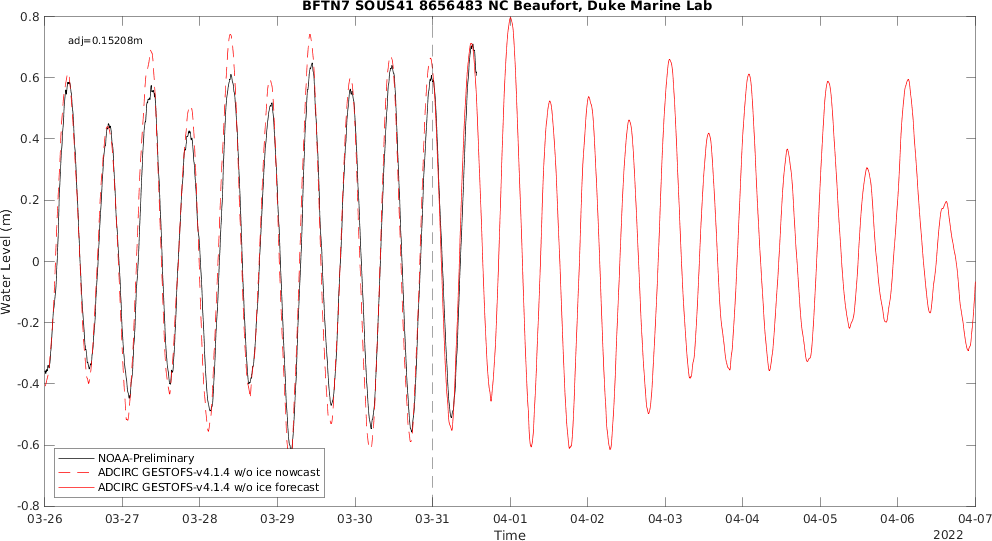 BFTN7 SOUS41 8656483 NC Beaufort, Duke Marine Lab
adj=0.15208m
0.8
0.6
0.4
0.2
0
-0.2
-0.4
-0.6
-0.8
Water Level (m)
NOAA-Preliminary
ADCIRC GESTOFS-v4.1.4 w/o ice nowcast
ADCIRC GESTOFS-v4.1.4 w/o ice forecast
03-26 03-27 03-28 03-29 03-30 03-31 04-01 04-02 04-03 04-04 04-05 04-06 04-07
Time
2022